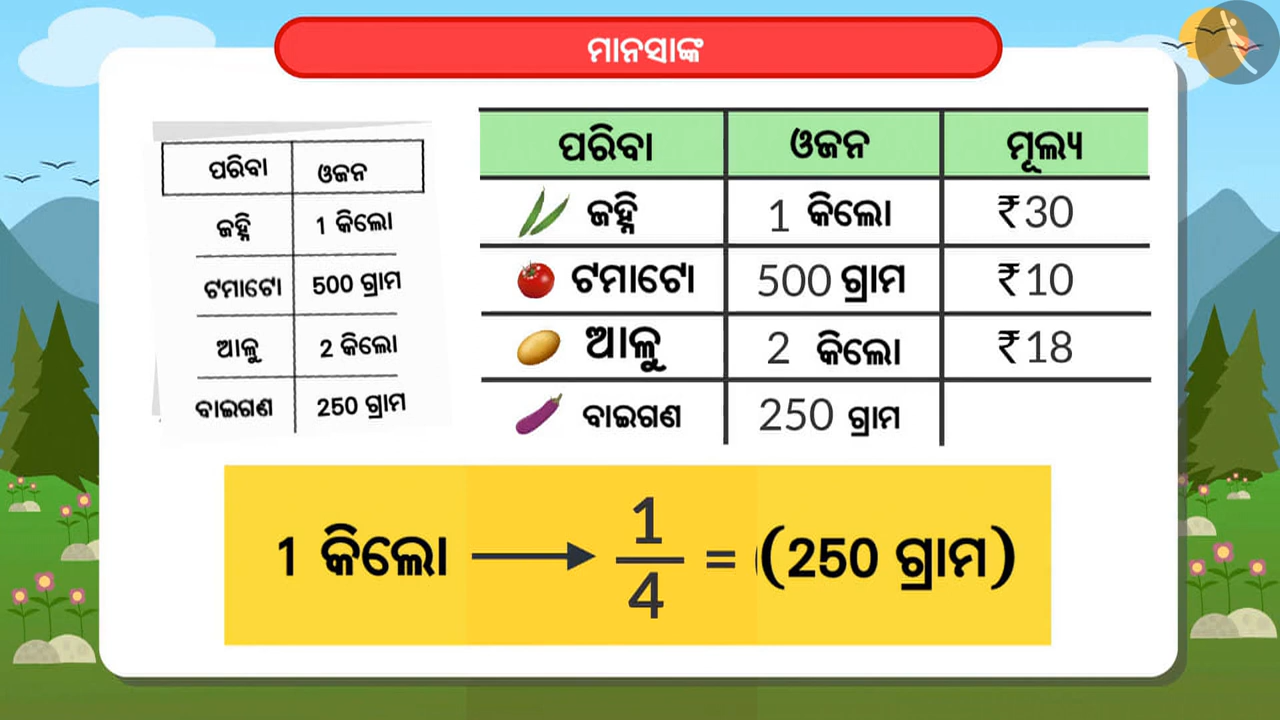 ମାନସାଙ୍କ
ପରିବା ଓଜନ
ଜହ୍ନି 1 କିଲୋ
ଟମାଟୋ 500 ଗ୍ରାମ
ଆଳୁ 2 କିଲୋ
ବାଇଗଣ 250 ଗ୍ରାମ
ପରିବା ଓଜନ ମୂଲ୍ୟ
ଜହ୍ନି 1 କିଲୋ ₹30
ଟମାଟୋ 500 ଗ୍ରାମ ₹10
ଆଳୁ 2 କିଲୋ ₹18
ବାଇଗଣ 250 ଗ୍ରାମ
1 କିଲୋ → 1/4 = (250 ଗ୍ରାମ)